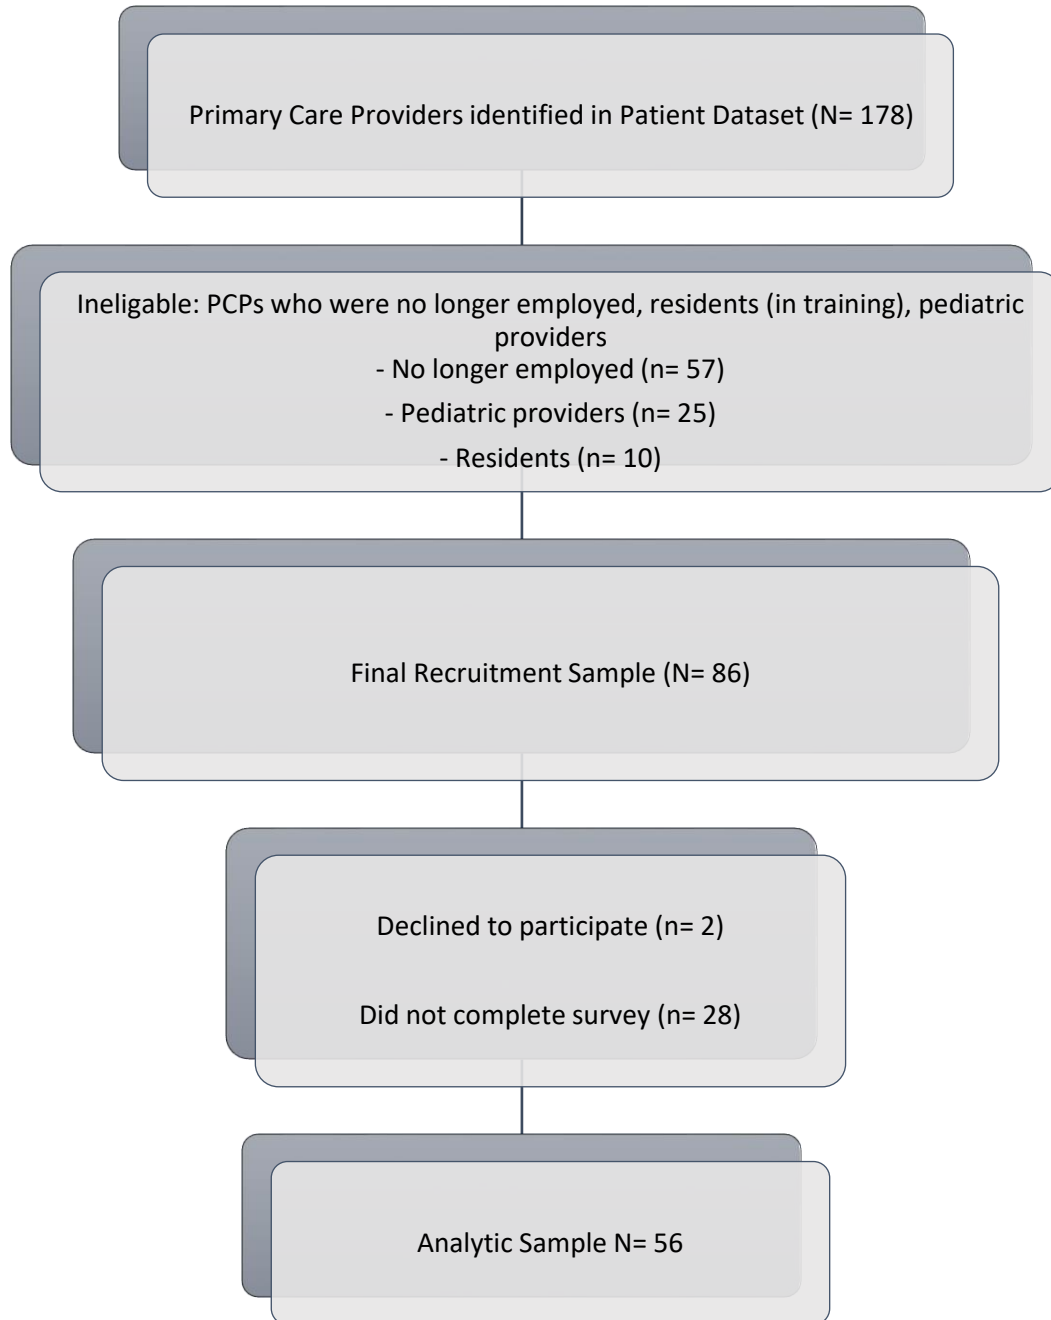 Primary Care Providers identified in Patient Dataset (N= 178)
Ineligable: PCPs who were no longer employed, residents (in training), pediatric
providers
- No longer employed (n= 57)
- Pediatric providers (n= 25)
- Residents (n= 10)
Final Recruitment Sample (N= 86)
Declined to participate (n= 2)
Did not complete survey (n= 28)
Analytic Sample N= 56